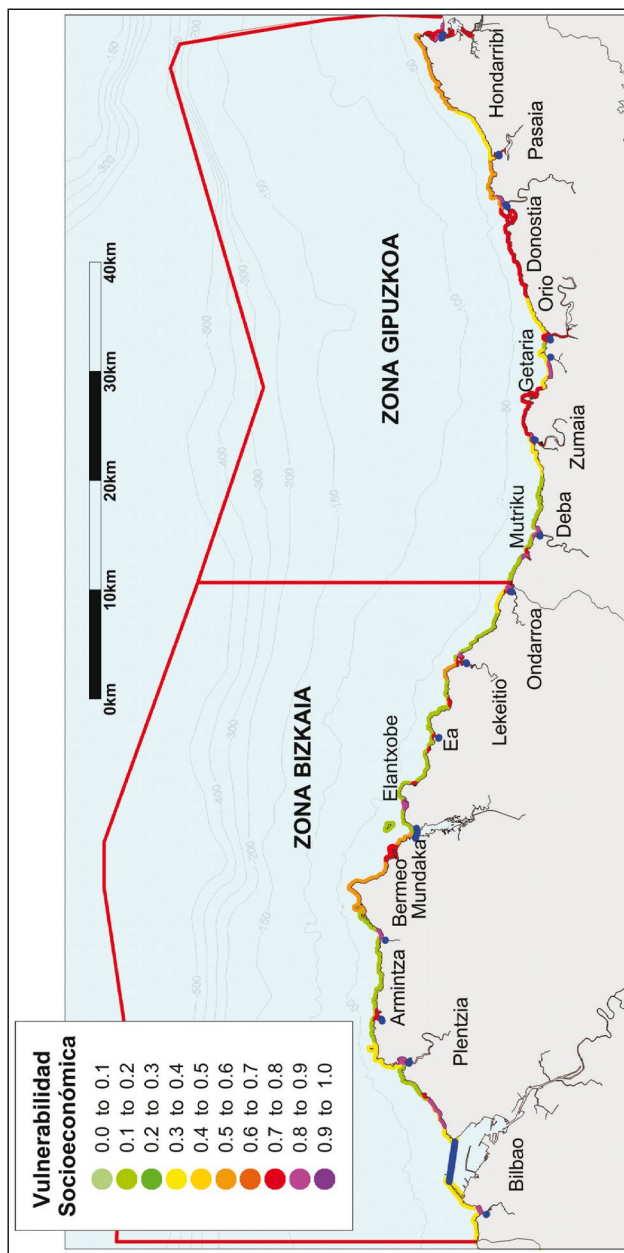 Vulnerabilidad
Socioeconómica
0.0 to 0.1
0.1 to 0.2
0.2 to 0.3
0.3 to 0.4
0.4 to 0.5
0.5 to 0.6
0.6 to 0.7
0.7 to 0.8
0.8 to 0.9
0.9 to 1.0
0km 10km 20km 30km 40km
ZONA BIZKAIA
ZONA GIPUZKOA
Bilbao
Plentzia
Armintza
Bermeo
Mundaka
Elantxobe
Ea
Lekeitio
Ondarroa
Mutriku
Deba
Zumaia
Getaria
Orio
Donostia
Pasaia
Hondarribi